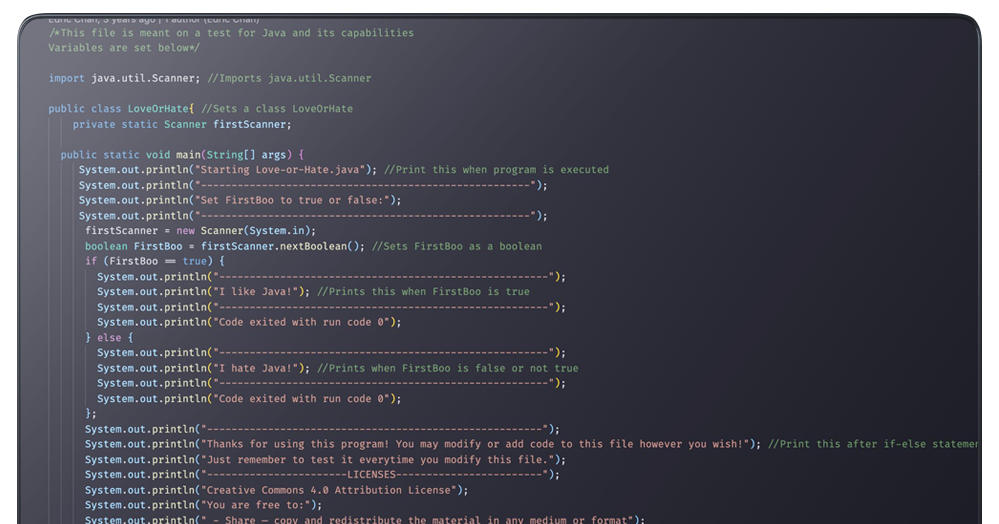 Edric Chan, 3 years ago | 1 author (Edric Chan)
/*This file is meant on a test for Java and its capabilities
Variables are set below*/
import java.util.Scanner; //Imports java.util.Scanner
public class LoveOrHate{ //Sets a class LoveOrHate
private static Scanner firstScanner;
public static void main(String[] args) {
System.out.println("Starting Love-or-Hate.java"); //Print this when program is executed
System.out.println("------------------------------------------------------");
System.out.println("Set FirstBoo to true or false:");
System.out.println("------------------------------------------------------");
firstScanner = new Scanner(System.in);
boolean FirstBoo = firstScanner.nextBoolean(); //Sets FirstBoo as a boolean
if (FirstBoo == true) {
System.out.println("------------------------------------------------------");
System.out.println("I like Java!"); //Prints this when FirstBoo is true
System.out.println("------------------------------------------------------");
System.out.println("Code exited with run code 0");
} else {
System.out.println("------------------------------------------------------");
System.out.println("I hate Java!"); //Prints when FirstBoo is false or not true
System.out.println("------------------------------------------------------");
System.out.println("Code exited with run code 0");
};
System.out.println("-------------------------------------------------------");
System.out.println("Thanks for using this program! You may modify or add code to this file however you wish!"); //Print this after if-else statemen
System.out.println("Just remember to test it everytime you modify this file.");
System.out.println("-----------------------LICENSES------------------------");
System.out.println("Creative Commons 4.0 Attribution License");
System.out.println("You are free to:");
System.out.println(" - Share — copy and redistribute the material in any medium or format");